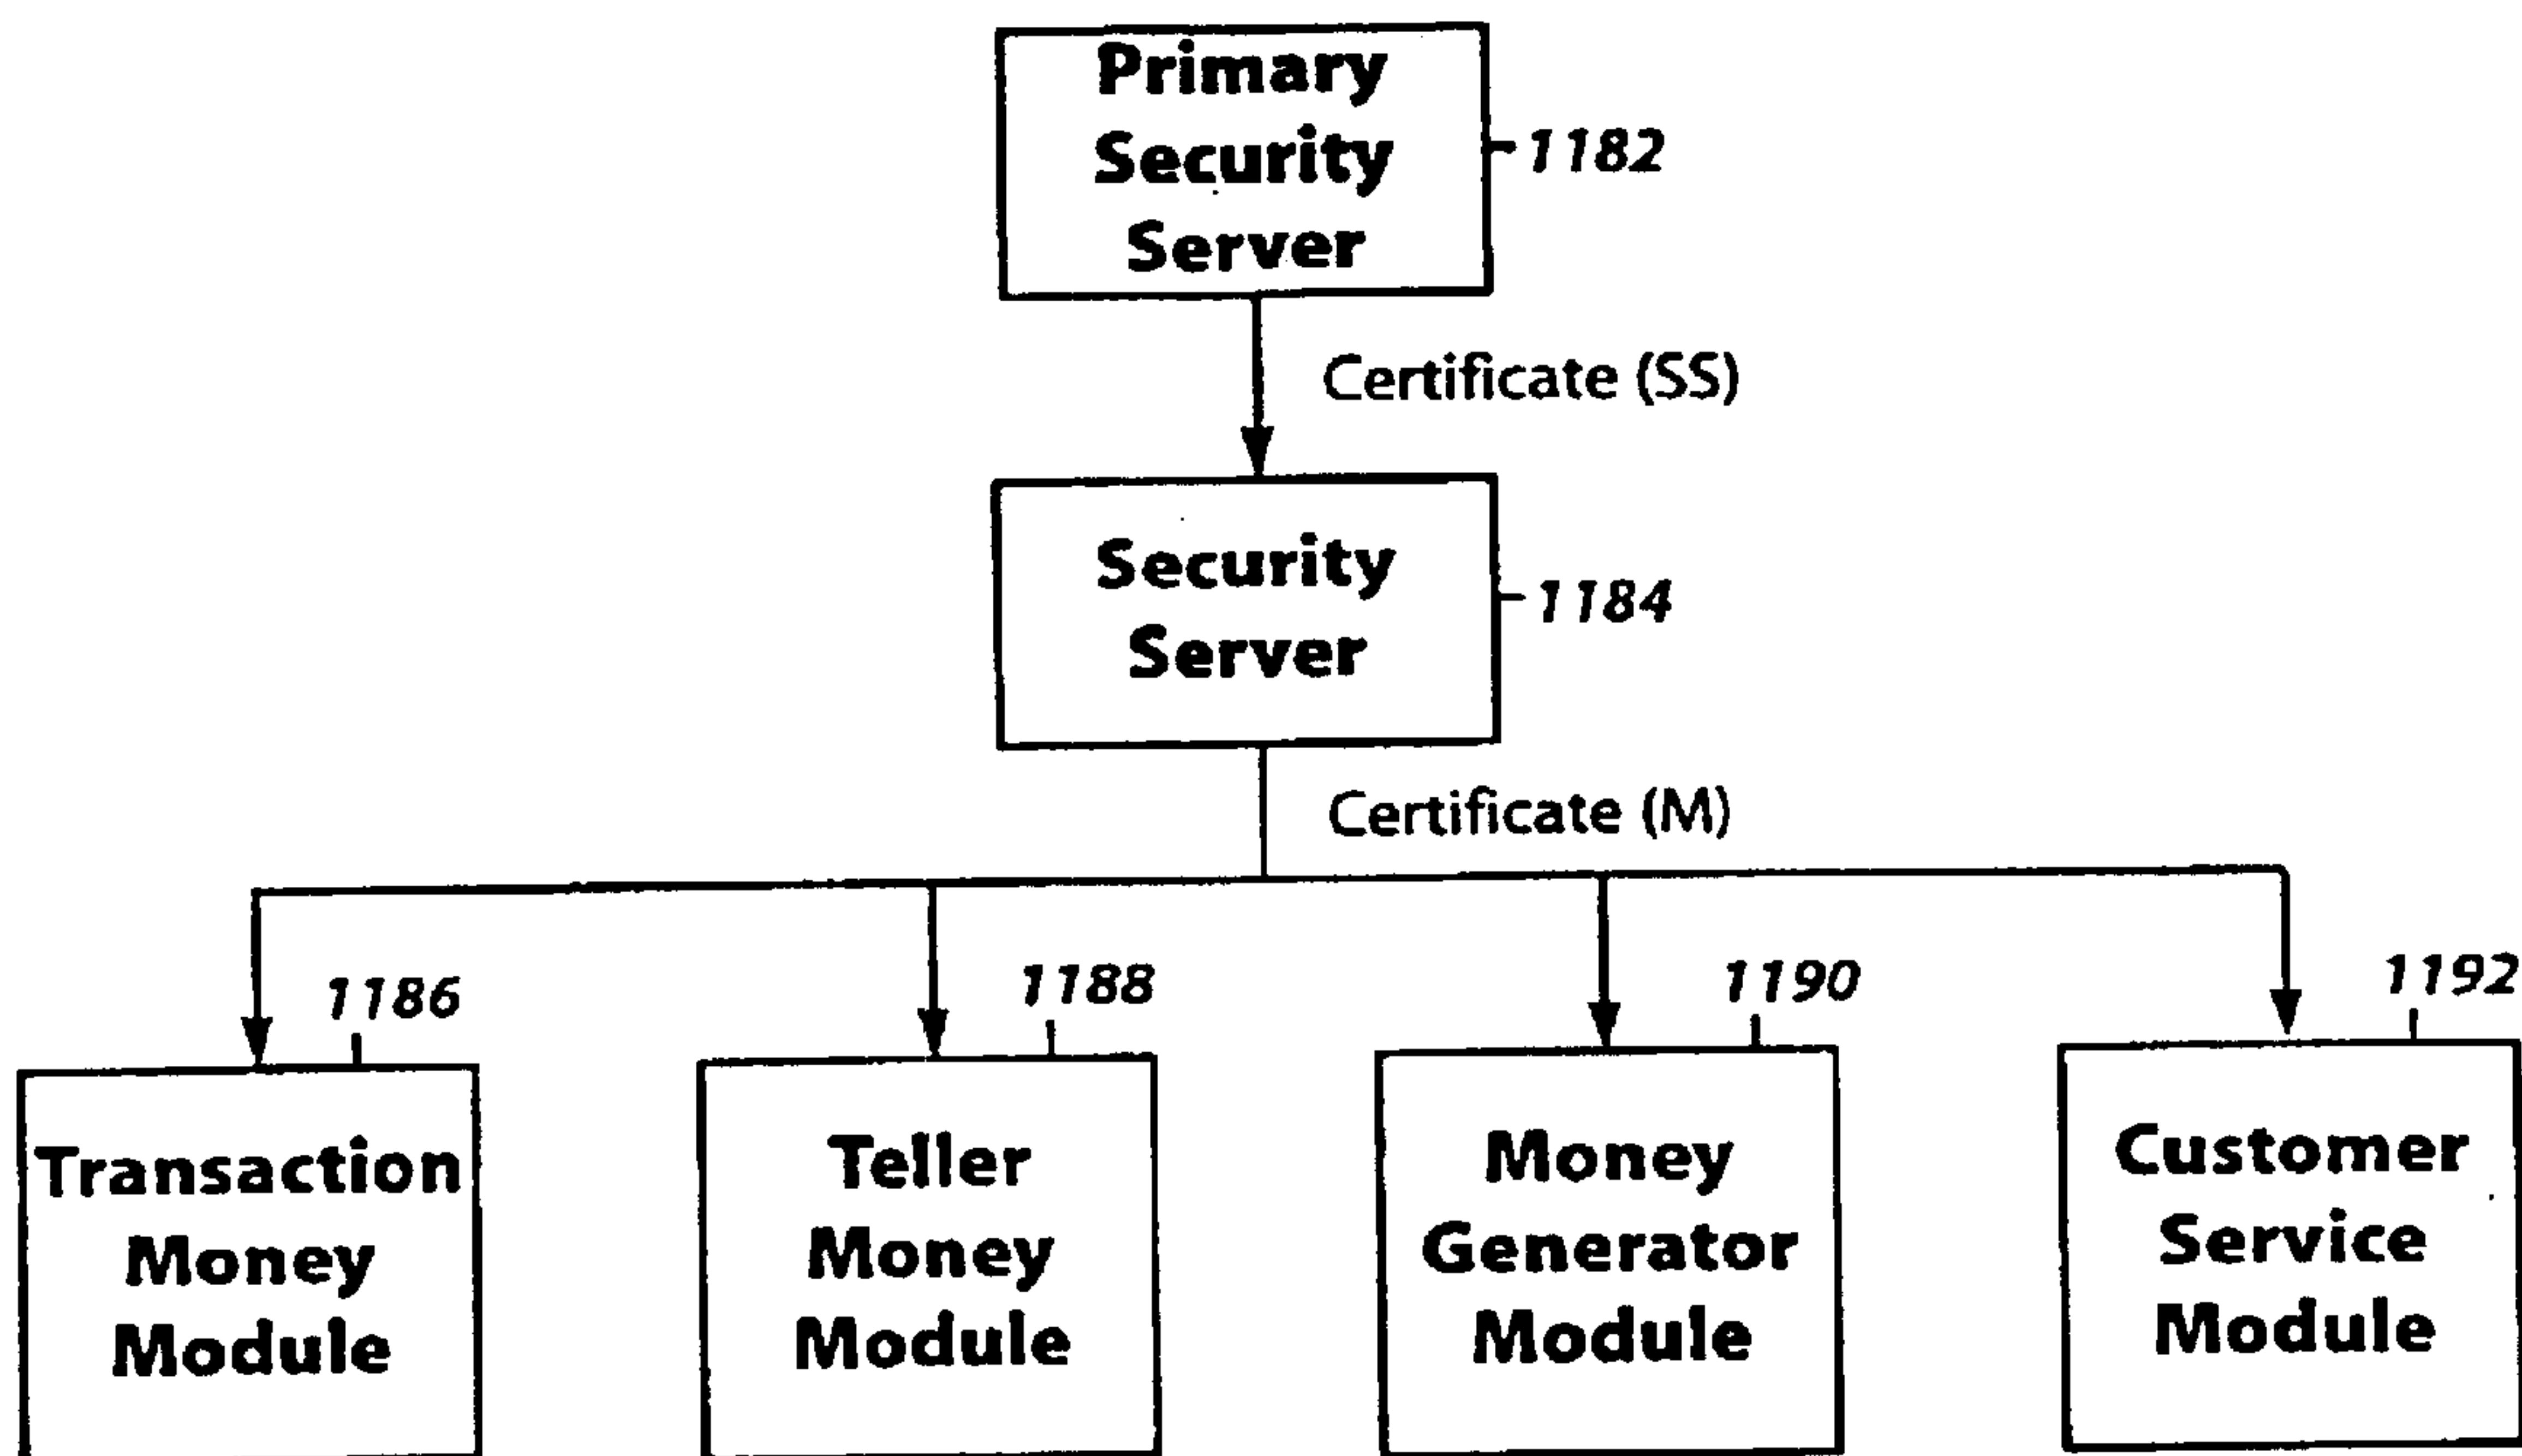 Primary
Security
Server
1182
Certificate (SS)
Security
Server
1184
Certificate (M)
1186
1188
1190
1192
Transaction
Money
Module
Teller
Money
Module
Money
Generator
Module
Customer
Service
Module